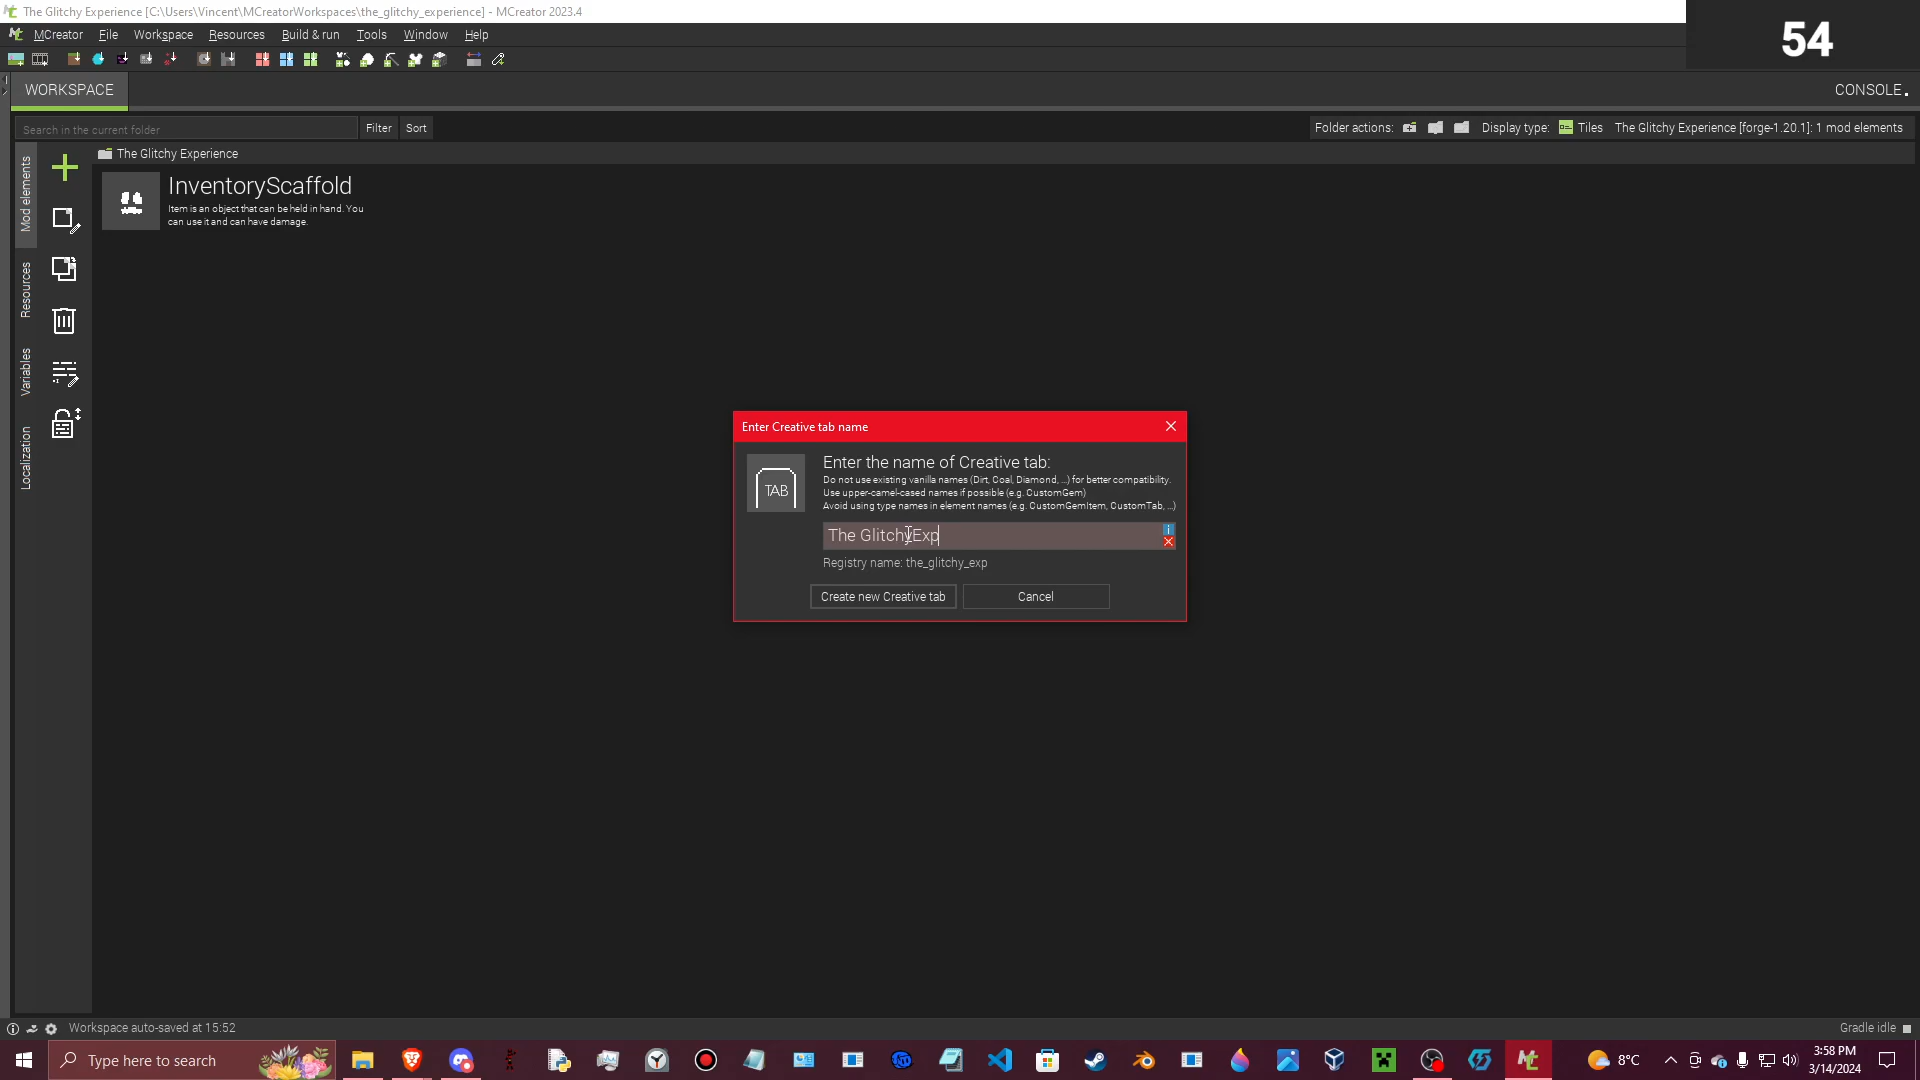 The Glitchy Experience [C:\Users\Vincent\MCreatorWorkspaces\the_glitchy_experience] - MCreator 2023.4
54
MCreator File Workspace Resources Build & run Tools Window Help
WORKSPACE
CONSOLE
Search in the current folder
Filter
Sort
Folder actions:
Display type:
Tiles
The Glitchy Experience [forge-1.20.1]: 1 mod elements
The Glitchy Experience
Mod elements
Resources
Variables
Localization
InventoryScaffold
Item is an object that can be held in hand. You
can use it and can have damage.
Enter Creative tab name
TAB
Enter the name of Creative tab:
Do not use existing vanilla names (Dirt, Coal, Diamond, ...) for better compatibility.
Use upper-camel-cased names if possible (e.g. CustomGem)
Avoid using type names in element names (e.g. CustomGemItem, CustomTab, ...)
The Glitchy Exp
Registry name: the_glitchy_exp
Create new Creative tab
Cancel
Workspace auto-saved at 15:52
Gradle idle
Type here to search
8°C
3:58 PM
3/14/2024